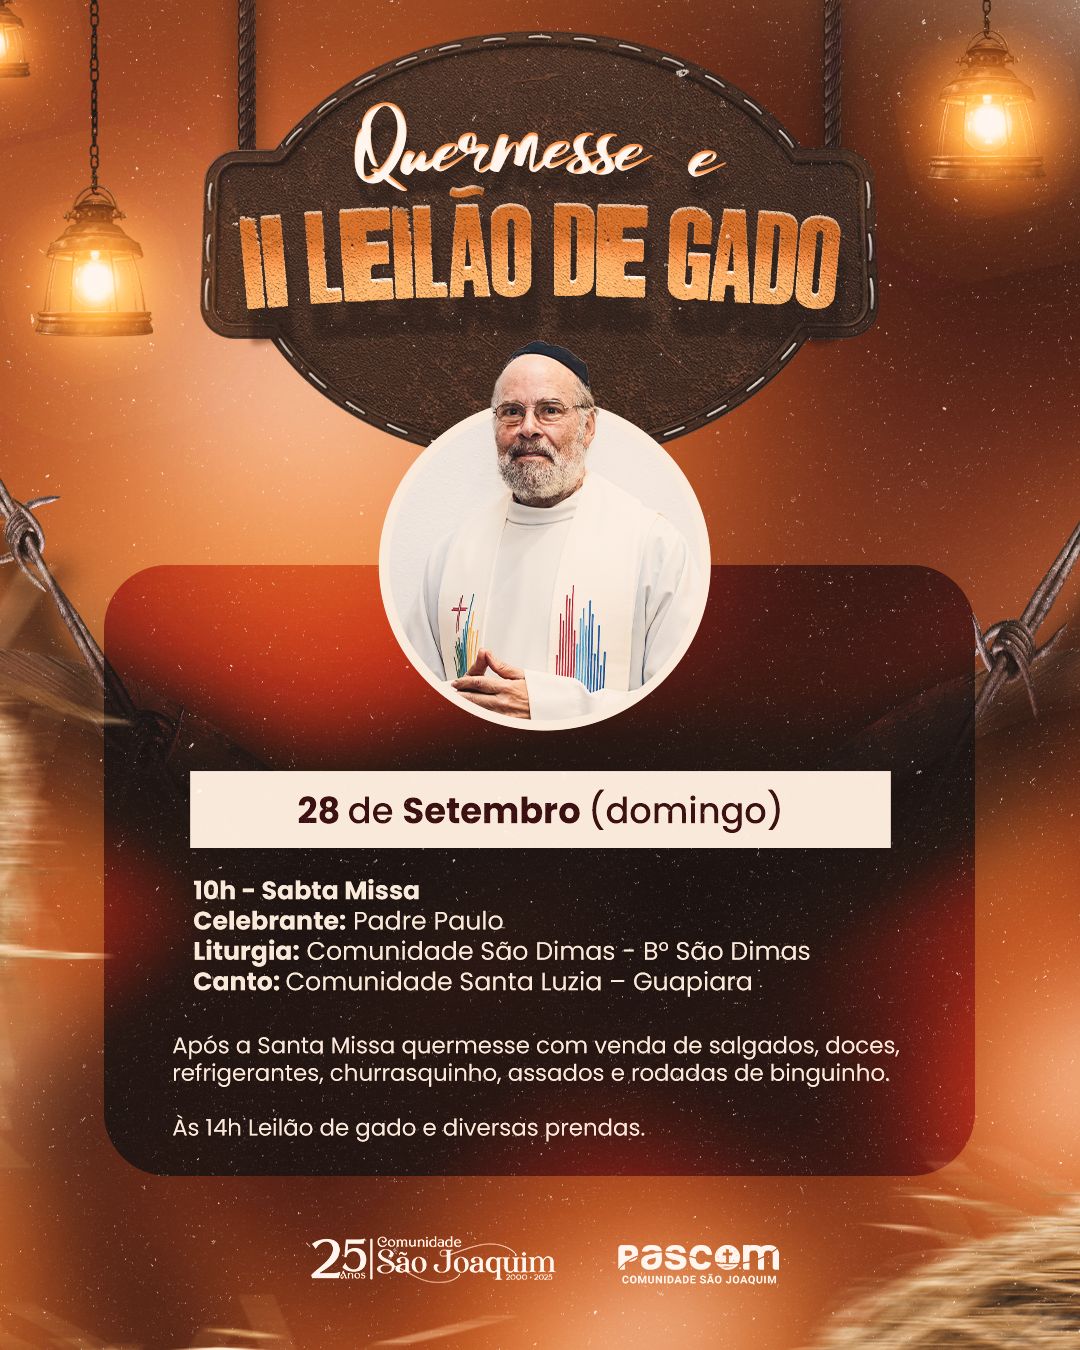 Quermesse e
II LEILÃO DE GADO
28 de Setembro (domingo)
10h - Sabta Missa
Celebrante: Padre Paulo
Liturgia: Comunidade São Dimas - Bº São Dimas
Canto: Comunidade Santa Luzia – Guapiara
Após a Santa Missa quermesse com venda de salgados, doces,
refrigerantes, churrasquinho, assados e rodadas de binguinho.
Às 14h Leilão de gado e diversas prendas.
25 Anos
Comunidade
São Joaquim
2000 - 2025
Pascom
COMUNIDADE SÃO JOAQUIM